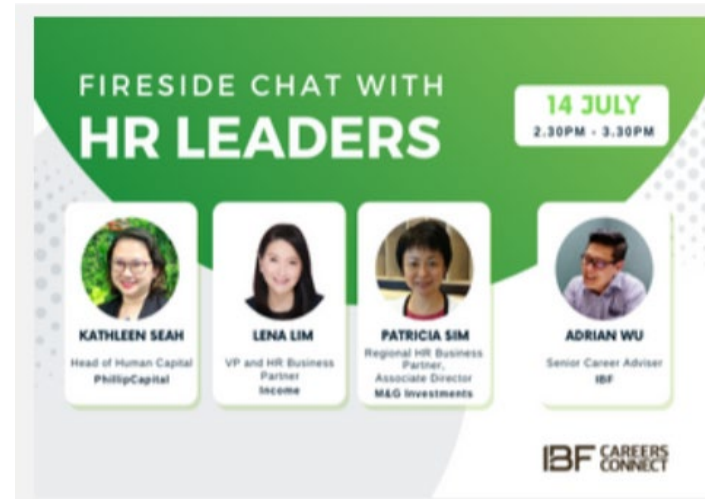 FIRESIDE CHAT WITH
HR LEADERS
14 JULY
2.30PM - 3.30PM
KATHLEEN SEAH
Head of Human Capital
PhillipCapital
LENA LIM
VP and HR Business
Partner
Income
PATRICIA SIM
Regional HR Business
Partner,
Associate Director
M&G Investments
ADRIAN WU
Senior Career Adviser
IBF
IBF CAREERS
CONNECT